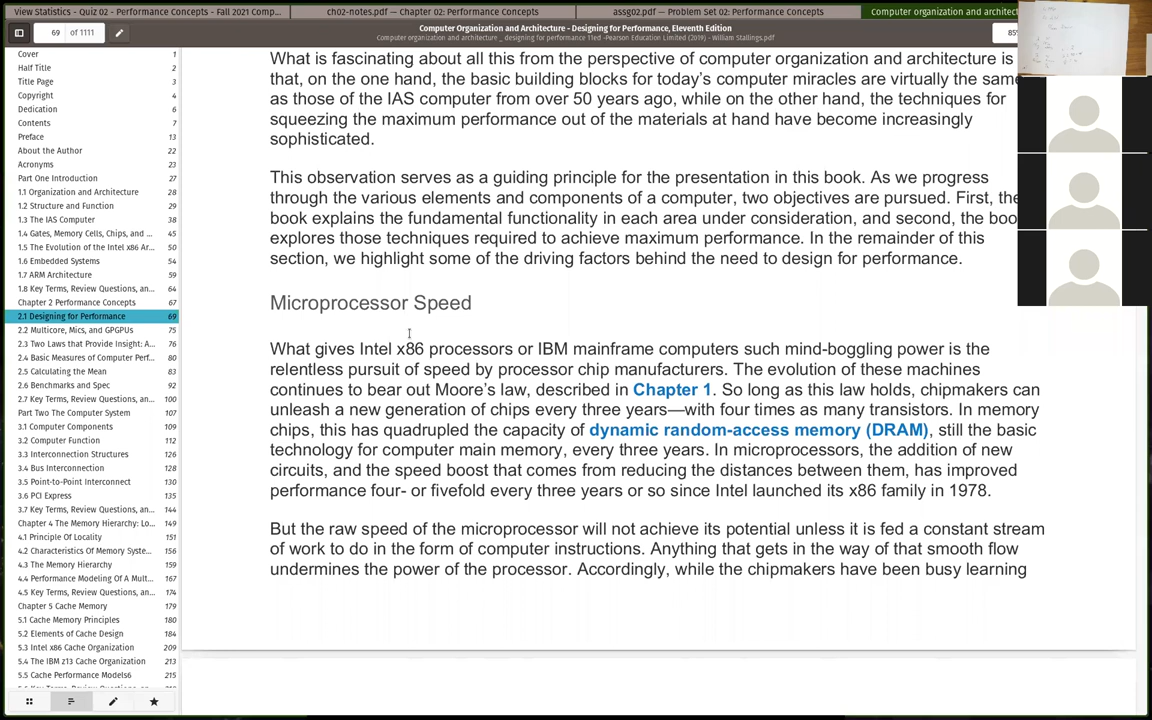 View Statistics - Quiz 02 - Performance Concepts - Fall 2021 Comp...
ch02-notes.pdf — Chapter 02: Performance Concepts
assg02.pdf — Problem Set 02: Performance Concepts
computer organization and architect
69 of 1111
Computer Organization and Architecture - Designing for Performance, Eleventh Edition
Computer organization and architecture _ designing for performance 11ed -Pearson Education Limited (2019) - William Stallings.pdf
85%
Cover 1
Half Title 2
Title Page 3
Copyright 4
Dedication 6
Contents 7
Preface 13
About the Author 22
Acronyms 23
Part One Introduction 27
1.1 Organization and Architecture 28
1.2 Structure and Function 29
1.3 The IAS Computer 38
1.4 Gates, Memory Cells, Chips, and ... 45
1.5 The Evolution of the Intel x86 Ar... 50
1.6 Embedded Systems 54
1.7 ARM Architecture 59
1.8 Key Terms, Review Questions, an... 64
Chapter 2 Performance Concepts 67
2.1 Designing for Performance 69
2.2 Multicore, Mics, and GPGPUs 75
2.3 Two Laws that Provide Insight: A... 76
2.4 Basic Measures of Computer Perf... 80
2.5 Calculating the Mean 83
2.6 Benchmarks and Spec 92
2.7 Key Terms, Review Questions, an... 100
Part Two The Computer System 107
3.1 Computer Components 109
3.2 Computer Function 112
3.3 Interconnection Structures 126
3.4 Bus Interconnection 128
3.5 Point-to-Point Interconnect 130
3.6 PCI Express 135
3.7 Key Terms, Review Questions, an... 144
Chapter 4 The Memory Hierarchy: Lo... 149
4.1 Principle Of Locality 151
4.2 Characteristics Of Memory Syste... 156
4.3 The Memory Hierarchy 159
4.4 Performance Modeling Of A Mult... 167
4.5 Key Terms, Review Questions, an... 174
Chapter 5 Cache Memory 179
5.1 Cache Memory Principles 180
5.2 Elements of Cache Design 184
5.3 Intel x86 Cache Organization 209
5.4 The IBM z13 Cache Organization 213
5.5 Cache Performance Models6 215
What is fascinating about all this from the perspective of computer organization and architecture is
that, on the one hand, the basic building blocks for today's computer miracles are virtually the same
as those of the IAS computer from over 50 years ago, while on the other hand, the techniques for
squeezing the maximum performance out of the materials at hand have become increasingly
sophisticated.
This observation serves as a guiding principle for the presentation in this book. As we progress
through the various elements and components of a computer, two objectives are pursued. First, the
book explains the fundamental functionality in each area under consideration, and second, the boo
explores those techniques required to achieve maximum performance. In the remainder of this
section, we highlight some of the driving factors behind the need to design for performance.
Microprocessor Speed
What gives Intel x86 processors or IBM mainframe computers such mind-boggling power is the
relentless pursuit of speed by processor chip manufacturers. The evolution of these machines
continues to bear out Moore's law, described in Chapter 1. So long as this law holds, chipmakers can
unleash a new generation of chips every three years—with four times as many transistors. In memory
chips, this has quadrupled the capacity of dynamic random-access memory (DRAM), still the basic
technology for computer main memory, every three years. In microprocessors, the addition of new
circuits, and the speed boost that comes from reducing the distances between them, has improved
performance four- or fivefold every three years or so since Intel launched its x86 family in 1978.
But the raw speed of the microprocessor will not achieve its potential unless it is fed a constant stream
of work to do in the form of computer instructions. Anything that gets in the way of that smooth flow
undermines the power of the processor. Accordingly, while the chipmakers have been busy learning